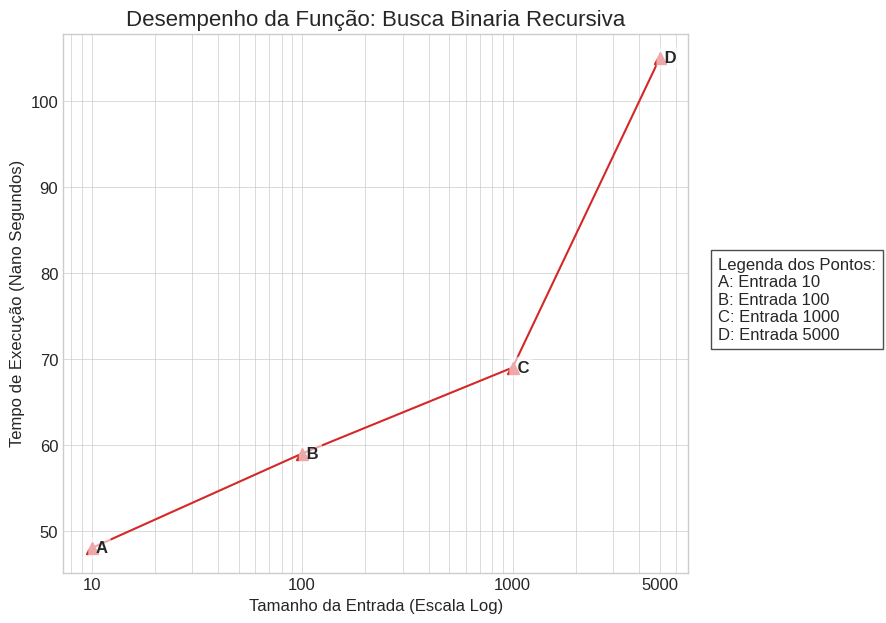 Desempenho da Função: Busca Binaria Recursiva
Tempo de Execução (Nano Segundos)
100
90
80
70
60
50
A
B
C
D
10
100
1000
5000
Tamanho da Entrada (Escala Log)
Legenda dos Pontos:
A: Entrada 10
B: Entrada 100
C: Entrada 1000
D: Entrada 5000